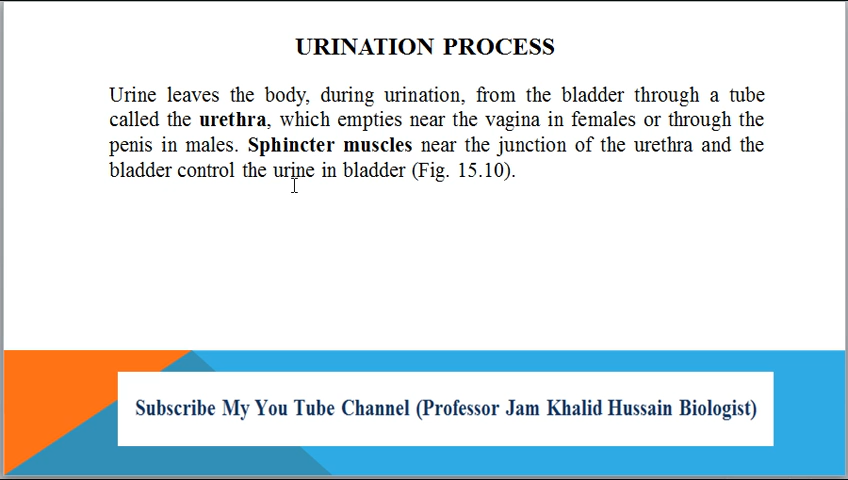 URINATION PROCESS
Urine leaves the body, during urination, from the bladder through a tube
called the urethra, which empties near the vagina in females or through the
penis in males. Sphincter muscles near the junction of the urethra and the
bladder control the urine in bladder (Fig. 15.10).
Subscribe My You Tube Channel (Professor Jam Khalid Hussain Biologist)